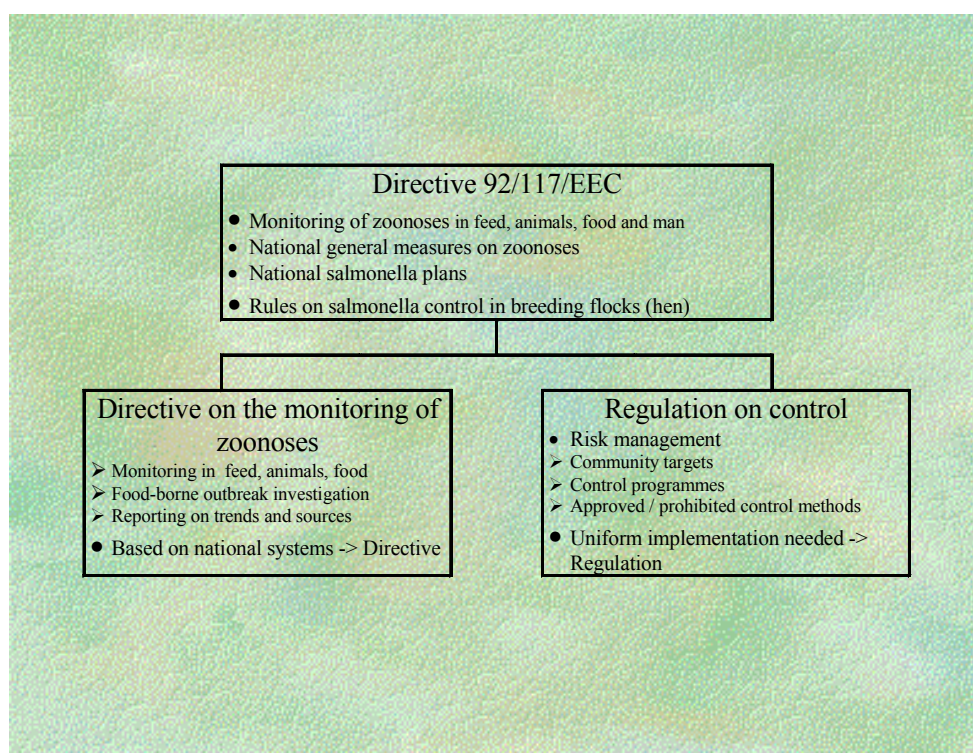 Directive 92/117/EEC
● Monitoring of zoonoses in feed, animals, food and man
● National general measures on zoonoses
● National salmonella plans
● Rules on salmonella control in breeding flocks (hen)
Directive on the monitoring of
zoonoses
➢ Monitoring in feed, animals, food
➢ Food-borne outbreak investigation
➢ Reporting on trends and sources
● Based on national systems -> Directive
Regulation on control
● Risk management
➢ Community targets
➢ Control programmes
➢ Approved / prohibited control methods
● Uniform implementation needed ->
Regulation